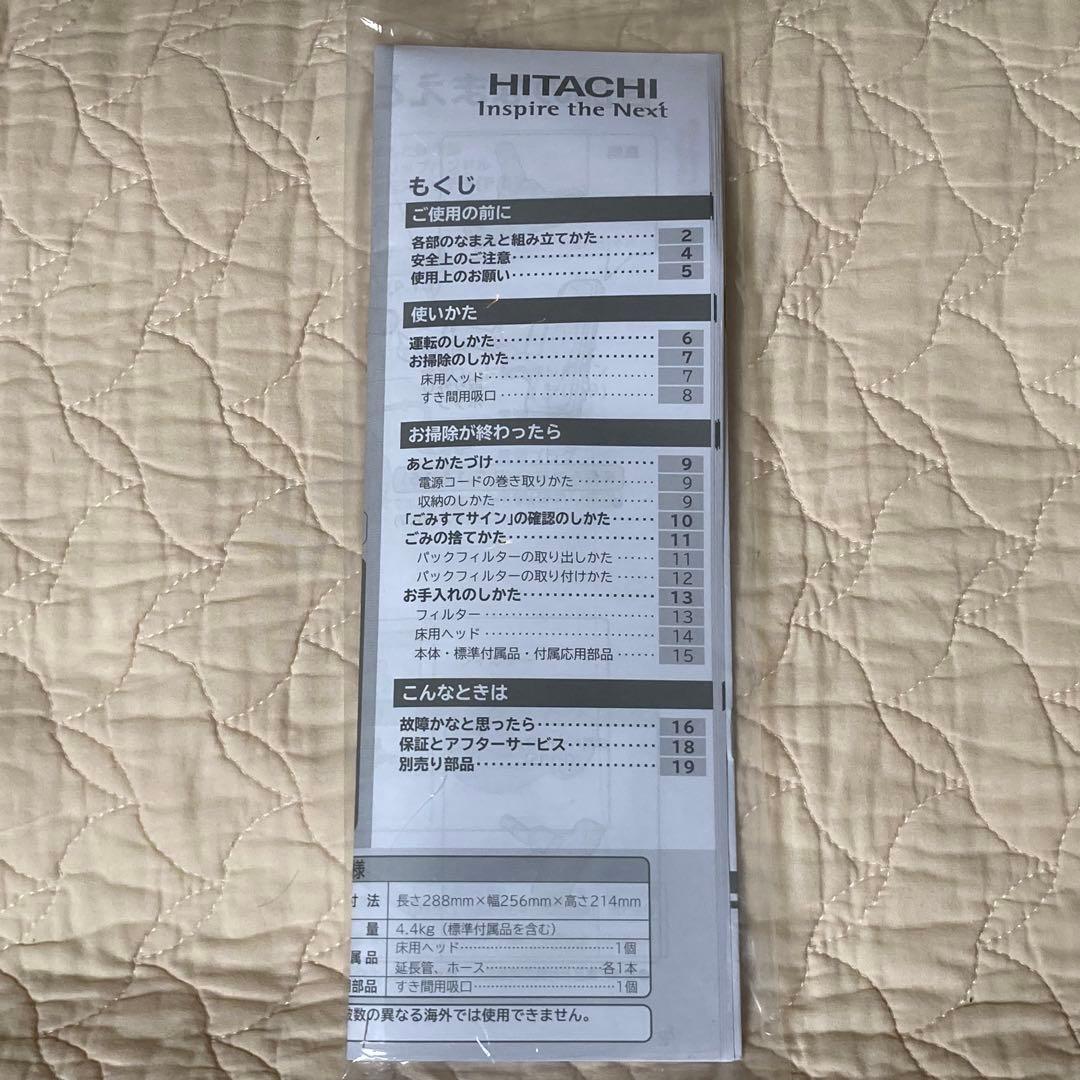 HITACHI
Inspire the Next
もくじ
ご使用の前に
各部のなまえと組み立てかた‥‥‥‥ 2
安全上のご注意‥‥‥‥‥‥‥‥‥‥ 4
使用上のお願い‥‥‥‥‥‥‥‥‥‥ 5
使いかた
運転のしかた‥‥‥‥‥‥‥‥‥‥‥ 6
お掃除のしかた‥‥‥‥‥‥‥‥‥‥ 7
床用ヘッド‥‥‥‥‥‥‥‥‥‥‥ 7
すき間用吸口‥‥‥‥‥‥‥‥‥‥ 8
お掃除が終わったら
あとかたづけ‥‥‥‥‥‥‥‥‥‥‥ 9
電源コードの巻き取りかた‥‥‥‥ 9
収納のしかた‥‥‥‥‥‥‥‥‥‥ 9
「ごみすてサイン」の確認のしかた‥‥‥ 10
ごみの捨てかた‥‥‥‥‥‥‥‥‥‥ 11
パックフィルターの取り出しかた‥‥‥ 11
パックフィルターの取り付けかた‥‥‥ 12
お手入れのしかた‥‥‥‥‥‥‥‥‥ 13
フィルター‥‥‥‥‥‥‥‥‥‥‥ 13
床用ヘッド‥‥‥‥‥‥‥‥‥‥‥ 14
本体・標準付属品・付属応用部品‥‥‥ 15
こんなときは
故障かなと思ったら‥‥‥‥‥‥‥‥ 16
保証とアフターサービス‥‥‥‥‥‥ 18
別売り部品‥‥‥‥‥‥‥‥‥‥‥‥ 19
様
寸法 長さ288mm×幅256mm×高さ214mm
量 4.4kg（標準付属品を含む）
属品 床用ヘッド‥‥‥‥‥‥‥‥‥‥1個
延長管、ホース‥‥‥‥‥‥‥‥各1本
部品 すき間用吸口‥‥‥‥‥‥‥‥‥1個
波数の異なる海外では使用できません。